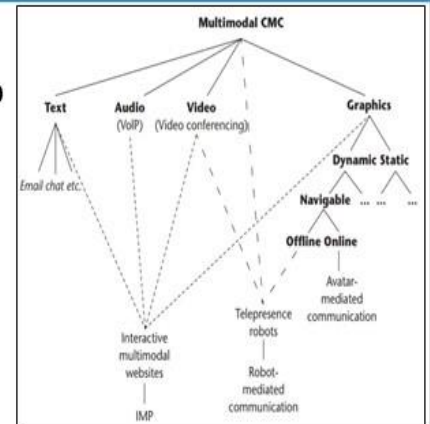 Multimodal CMC
Text Audio Video Graphics
(VoIP) (Video conferencing)
Dynamic Static
Email chat etc.
Navigable ... ... ...
Offline Online
Avatar-
mediated
communication
Telepresence
robots
Interactive
multimodal
websites
Robot-
mediated
communication
IMP